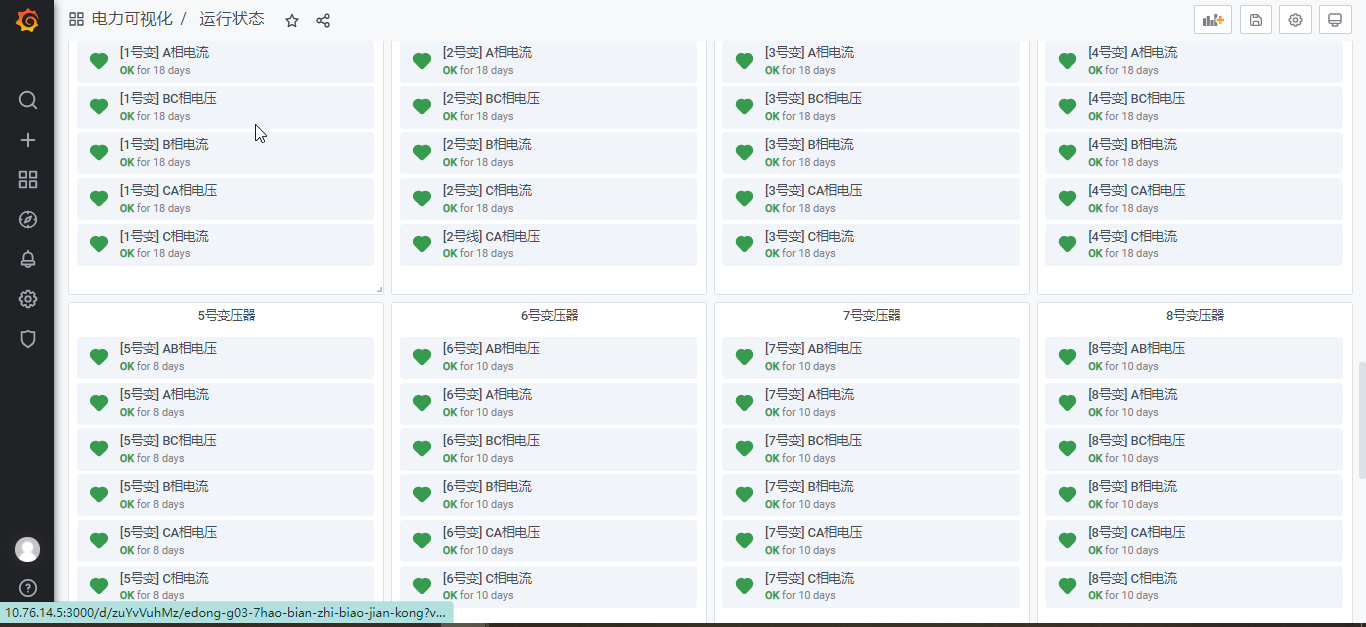 电力可视化 / 运行状态
[1号变] A相电流
OK for 18 days
[1号变] BC相电压
OK for 18 days
[1号变] B相电流
OK for 18 days
[1号变] CA相电压
OK for 18 days
[1号变] C相电流
OK for 18 days
[2号变] A相电流
OK for 18 days
[2号变] BC相电压
OK for 18 days
[2号变] B相电流
OK for 18 days
[2号变] C相电流
OK for 18 days
[2号线] CA相电压
OK for 18 days
[3号变] A相电流
OK for 18 days
[3号变] BC相电压
OK for 18 days
[3号变] B相电流
OK for 18 days
[3号变] CA相电压
OK for 18 days
[3号变] C相电流
OK for 18 days
[4号变] A相电流
OK for 18 days
[4号变] BC相电压
OK for 18 days
[4号变] B相电流
OK for 18 days
[4号变] CA相电压
OK for 18 days
[4号变] C相电流
OK for 18 days
5号变压器
[5号变] AB相电压
OK for 8 days
[5号变] A相电流
OK for 8 days
[5号变] BC相电压
OK for 8 days
[5号变] B相电流
OK for 8 days
[5号变] CA相电压
OK for 8 days
[5号变] C相电流
OK for 8 days
6号变压器
[6号变] AB相电压
OK for 10 days
[6号变] A相电流
OK for 10 days
[6号变] BC相电压
OK for 10 days
[6号变] B相电流
OK for 10 days
[6号变] CA相电压
OK for 10 days
[6号变] C相电流
OK for 10 days
7号变压器
[7号变] AB相电压
OK for 10 days
[7号变] A相电流
OK for 10 days
[7号变] BC相电压
OK for 10 days
[7号变] B相电流
OK for 10 days
[7号变] CA相电压
OK for 10 days
[7号变] C相电流
OK for 10 days
8号变压器
[8号变] AB相电压
OK for 10 days
[8号变] A相电流
OK for 10 days
[8号变] BC相电压
OK for 10 days
[8号变] B相电流
OK for 10 days
[8号变] CA相电压
OK for 10 days
[8号变] C相电流
OK for 10 days
10.76.14.5:3000/d/zuYvVuhMz/edong-g03-7hao-bian-zhi-biao-jian-kong?v...